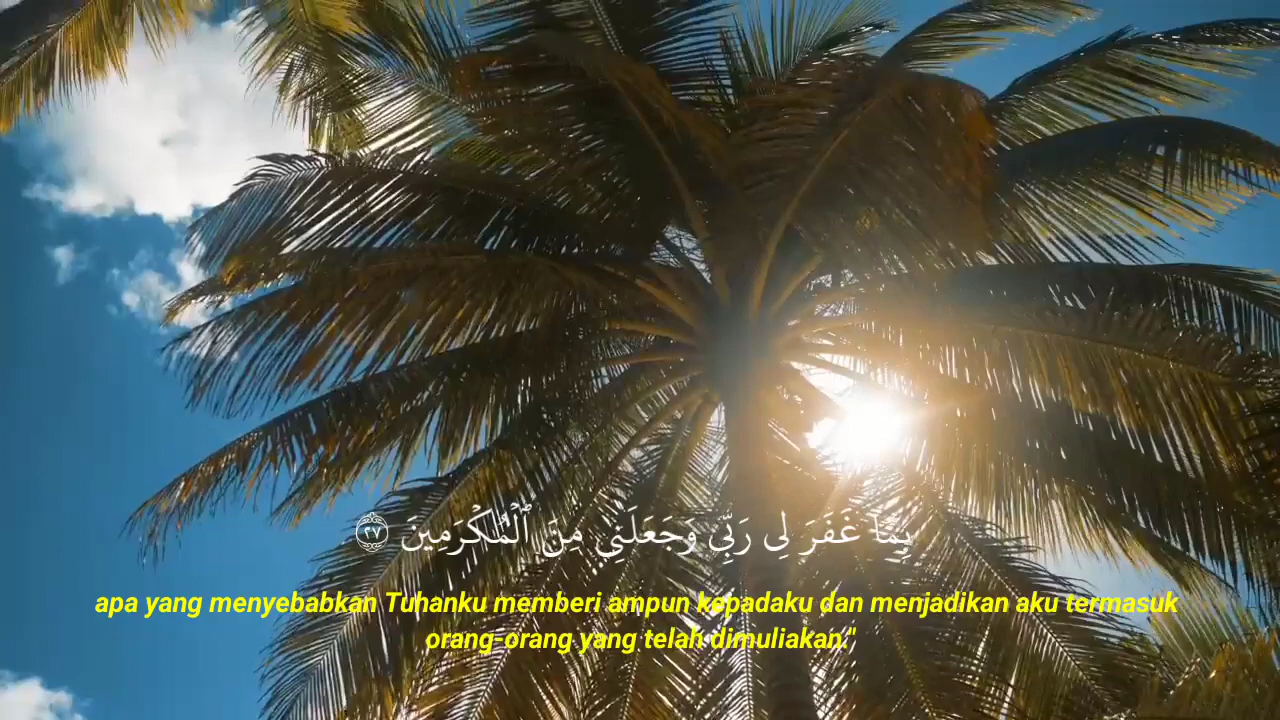 بِمَا غَفَرَ لِى رَبِّى وَجَعَلَنِى مِنَ ٱلْمُكْرَمِينَ ٢٧
apa yang menyebabkan Tuhanku memberi ampun kepadaku dan menjadikan aku termasuk
orang-orang yang telah dimuliakan."